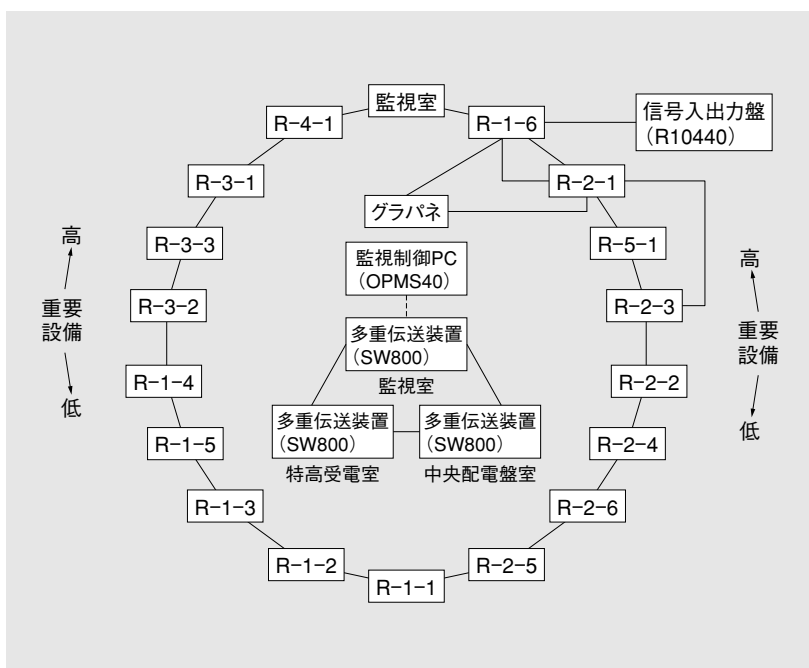 監視室
R-4-1
R-1-6
信号入出力盤
(R10440)
R-3-1
R-2-1
グラパネ
R-3-3
R-5-1
高
重要
設備
低
監視制御PC
(OPMS40)
高
重要
設備
低
R-3-2
R-2-3
多重伝送装置
(SW800)
監視室
R-1-4
R-2-2
多重伝送装置
(SW800)
特高受電室
多重伝送装置
(SW800)
中央配電盤室
R-1-5
R-2-4
R-1-3
R-2-6
R-1-2
R-2-5
R-1-1